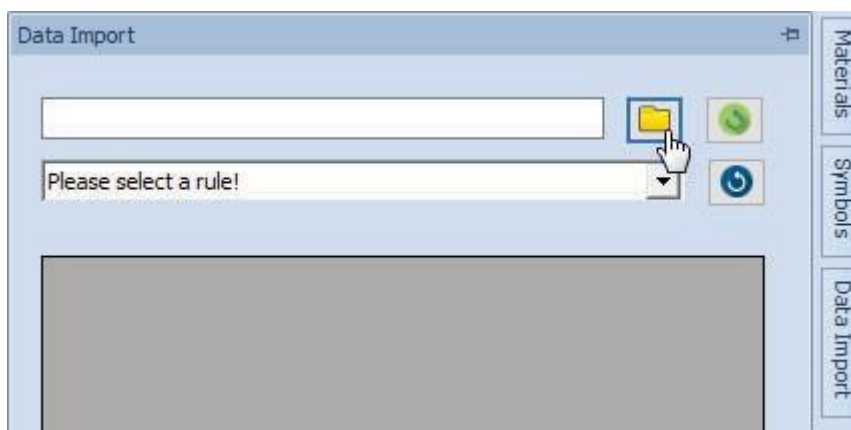 Data Import
Please select a rule!
Materials
Symbols
Data Import